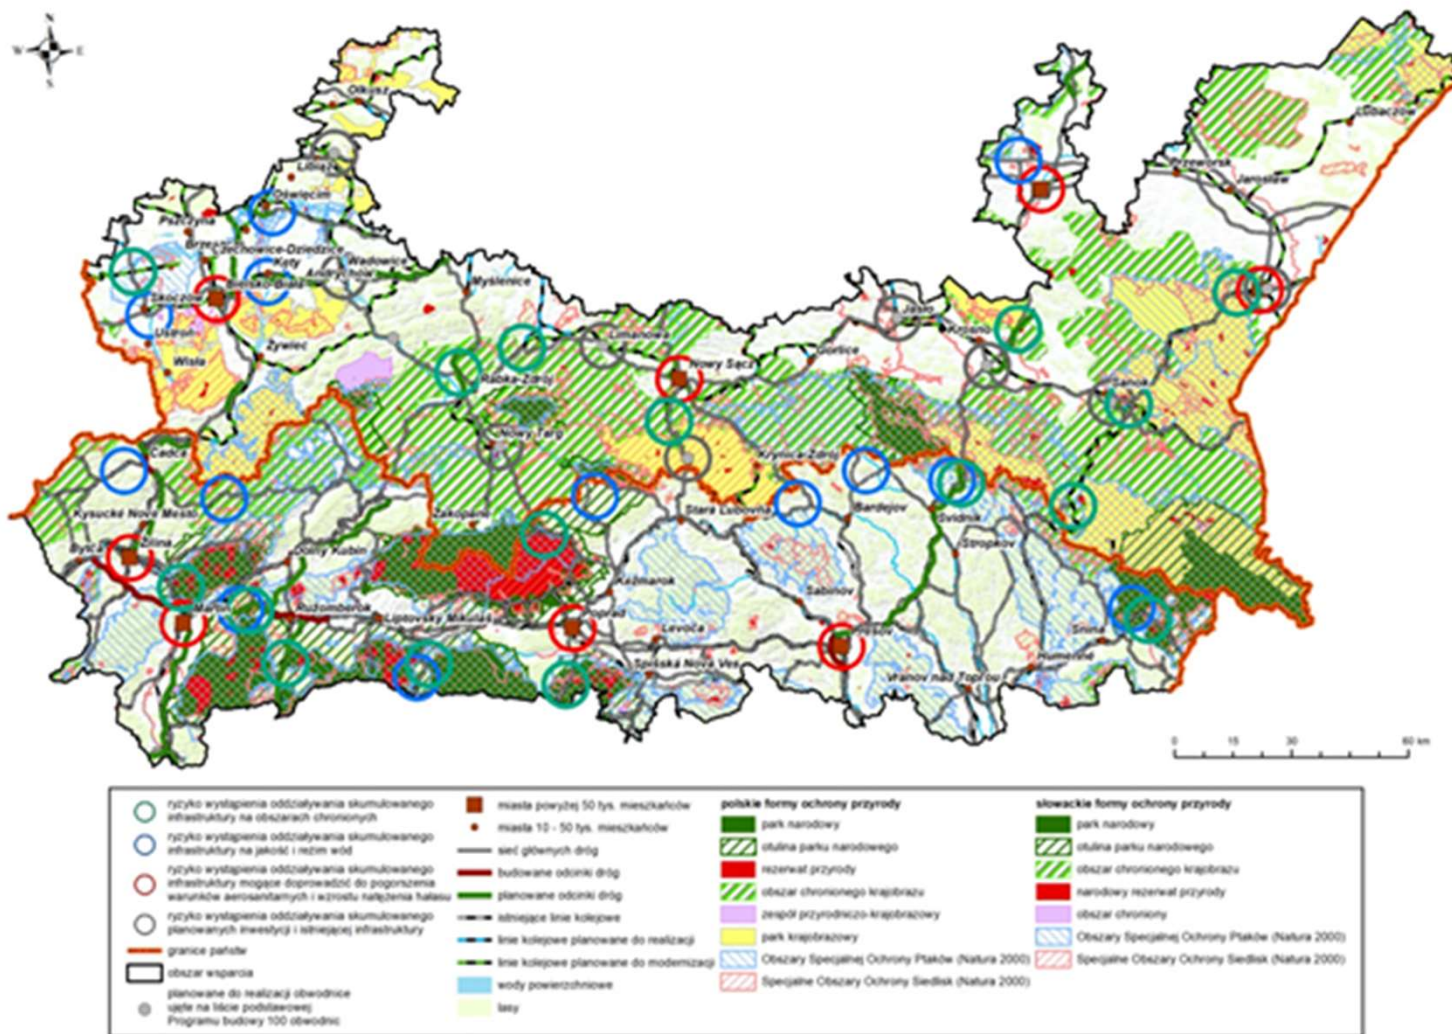 N
W E
S
Olkusz
Lubaczów
Libiąż
Przeworsk
Jarosław
Oświęcim
Pszczyna
Czechowice-Dziedzice
Kęty
Wadowice
Andrychów
Bielsko-Biała
Myślenice
Skoczów
Ustroń
Jasło
Limanowa
Krosno
Żywiec
Wisła
Gorlice
Nowy Sącz
Rabka-Zdrój
Sanok
Nowy Targ
Čadca
Krynica-Zdrój
Kysucké Nové Mesto
Zakopane
Stará Ľubovňa
Bardejov
Svidník
Bytča
Žilina
Dolný Kubín
Stropkov
Kežmarok
Sabinov
Martin
Ružomberok
Liptovský Mikuláš
Poprad
Levoča
Prešov
Snina
Humenné
Spišská Nová Ves
Vranov nad Topľou
0 15 30 60 km
ryzyko wystąpienia oddziaływania skumulowanego
infrastruktury na obszarach chronionych
ryzyko wystąpienia oddziaływania skumulowanego
infrastruktury na jakość i reżim wód
ryzyko wystąpienia oddziaływania skumulowanego
infrastruktury mogące doprowadzić do pogorszenia
warunków aerosanitarnych i wzrostu natężenia hałasu
ryzyko wystąpienia oddziaływania skumulowanego
planowanych inwestycji i istniejącej infrastruktury
granice państw
obszar wsparcia
planowane do realizacji obwodnice
ujęte na liście podstawowej
Programu budowy 100 obwodnic
miasta powyżej 50 tys. mieszkańców
miasta 10 - 50 tys. mieszkańców
sieć głównych dróg
budowane odcinki dróg
planowane odcinki dróg
istniejące linie kolejowe
linie kolejowe planowane do realizacji
linie kolejowe planowane do modernizacji
wody powierzchniowe
lasy
polskie formy ochrony przyrody
park narodowy
otulina parku narodowego
rezerwat przyrody
obszar chronionego krajobrazu
zespół przyrodniczo-krajobrazowy
park krajobrazowy
Obszary Specjalnej Ochrony Ptaków (Natura 2000)
Specjalne Obszary Ochrony Siedlisk (Natura 2000)
słowackie formy ochrony przyrody
park narodowy
otulina parku narodowego
obszar chronionego krajobrazu
narodowy rezerwat przyrody
obszar chroniony
Obszary Specjalnej Ochrony Ptaków (Natura 2000)
Specjalne Obszary Ochrony Siedlisk (Natura 2000)